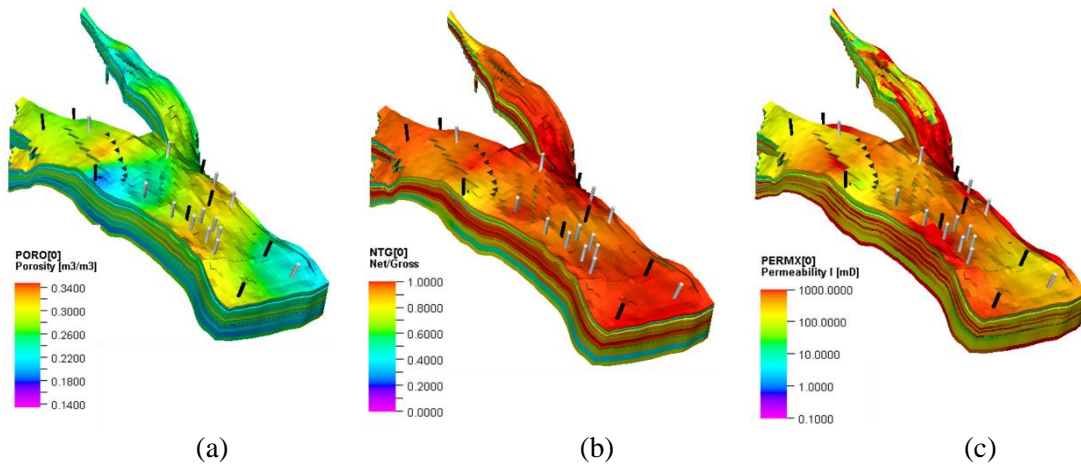 PORO[0]
Porosity [m3/m3]
0.3400
0.3000
0.2600
0.2200
0.1800
0.1400
NTG[0]
Net/Gross
1.0000
0.8000
0.6000
0.4000
0.2000
0.0000
PERMX[0]
Permeability I [mD]
1000.0000
100.0000
10.0000
1.0000
0.1000
(a)
(b)
(c)